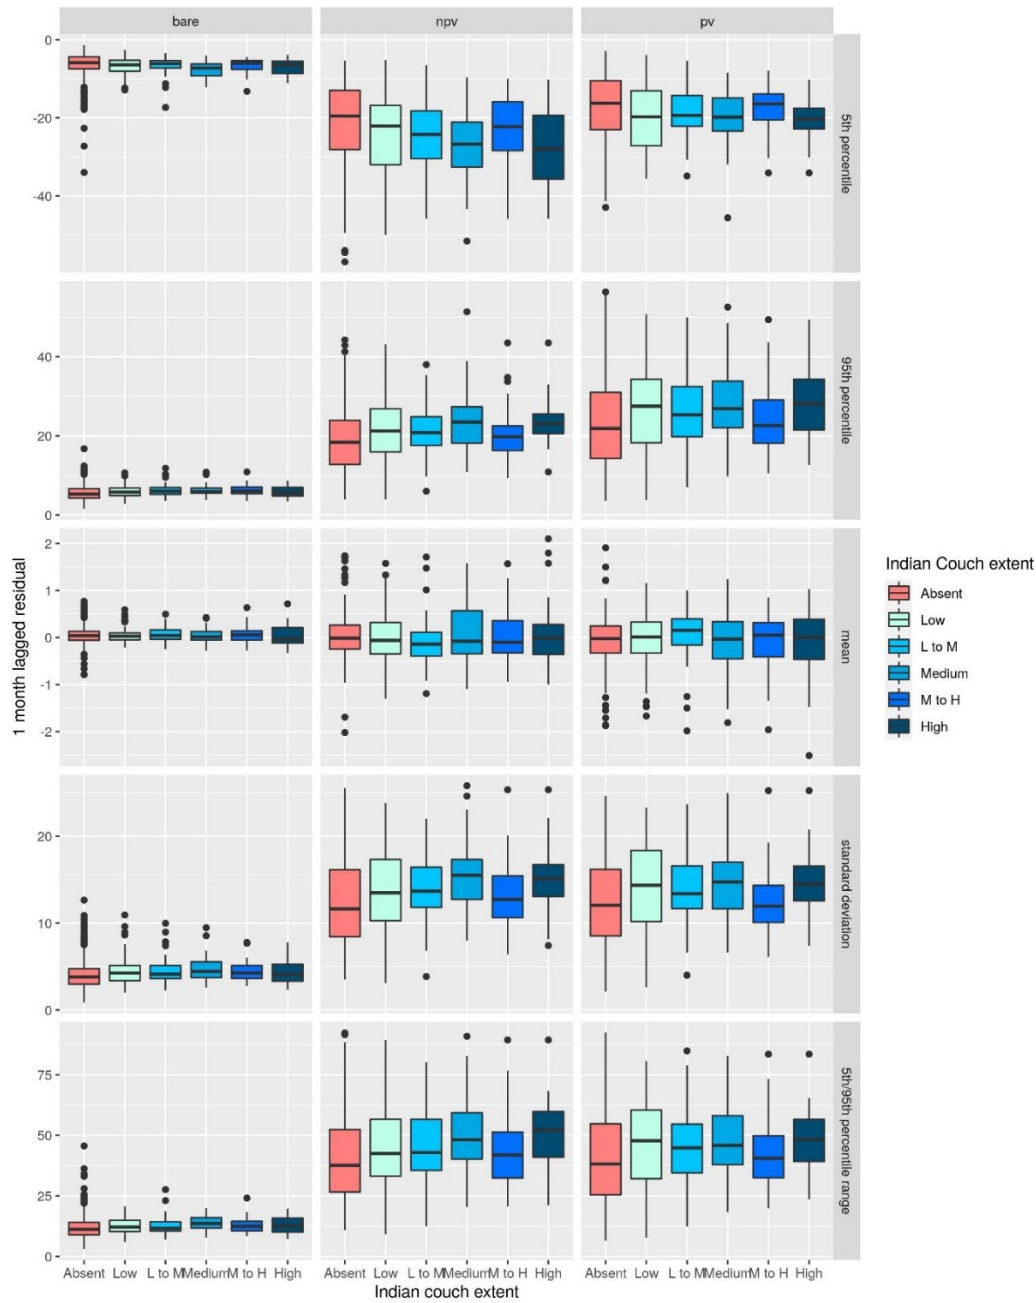 bare npv pv
0
-20
-40
5th percentile
40
20
0
95th percentile
2
1
0
-1
-2
mean
1 month lagged residual
Indian Couch extent
Absent
Low
L to M
Medium
M to H
High
20
10
0
standard deviation
75
50
25
0
5th/95th percentile range
Absent Low L to M Medium M to H High Absent Low L to M Medium M to H High Absent Low L to M Medium M to H High
Indian couch extent